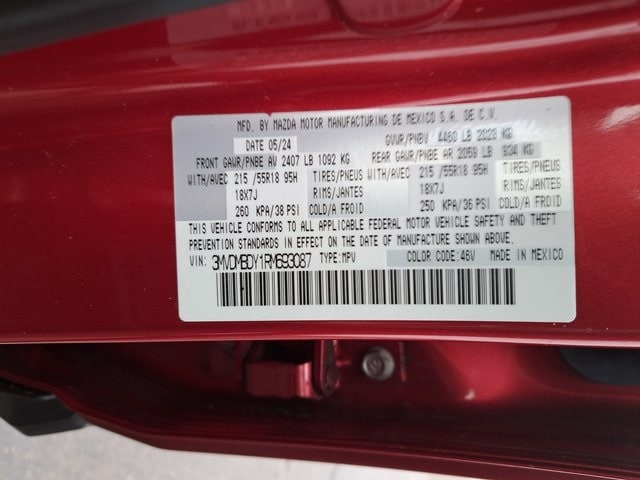 MFD. BY MAZDA MOTOR MANUFACTURING DE MEXICO S.A. DE C.V.
DATE 05/24 GVWR/PNBV 4460 LB 2023 KG
FRONT GAWR/PNBE AV 2407 LB 1092 KG REAR GAWR/PNBE AR 2059 LB 934 KG
WITH/AVEC 215 /55R18 95H TIRES/PNEUS WITH/AVEC 215 /55R18 95H TIRES/PNEUS
18X7J RIMS/JANTES 18X7J RIMS/JANTES
260 KPA/38 PSI COLD/A FROID 250 KPA/36 PSI COLD/A FROID
THIS VEHICLE CONFORMS TO ALL APPLICABLE FEDERAL MOTOR VEHICLE SAFETY AND THEFT
PREVENTION STANDARDS IN EFFECT ON THE DATE OF MANUFACTURE SHOWN ABOVE.
VIN: 3MVDMBDY1RM693087 TYPE:MPV COLOR CODE:46V MADE IN MEXICO